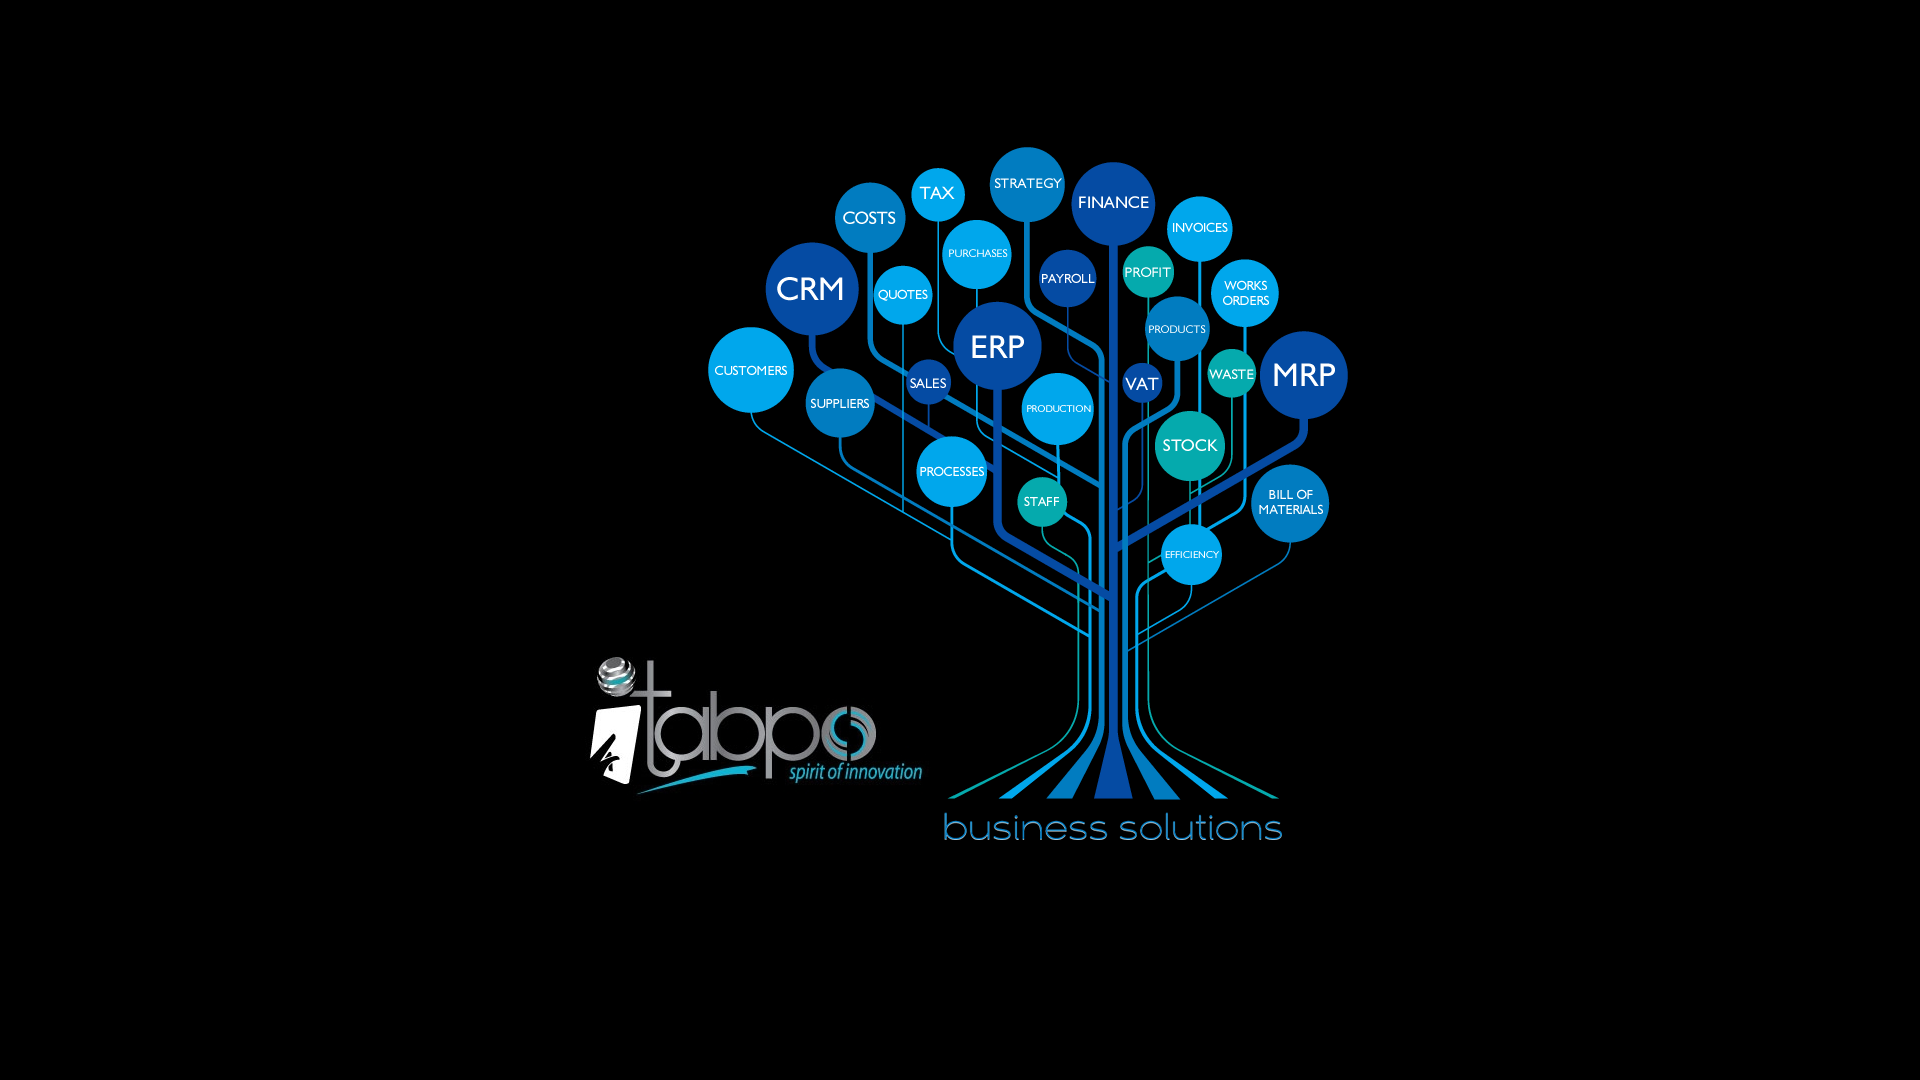 STRATEGY
TAX
FINANCE
COSTS
INVOICES
PURCHASES
PROFIT
PAYROLL
CRM
QUOTES
WORKS
ORDERS
PRODUCTS
ERP
CUSTOMERS
WASTE
MRP
SALES
VAT
SUPPLIERS
PRODUCTION
STOCK
PROCESSES
BILL OF
MATERIALS
STAFF
EFFICIENCY
itabpo
spirit of innovation
business solutions